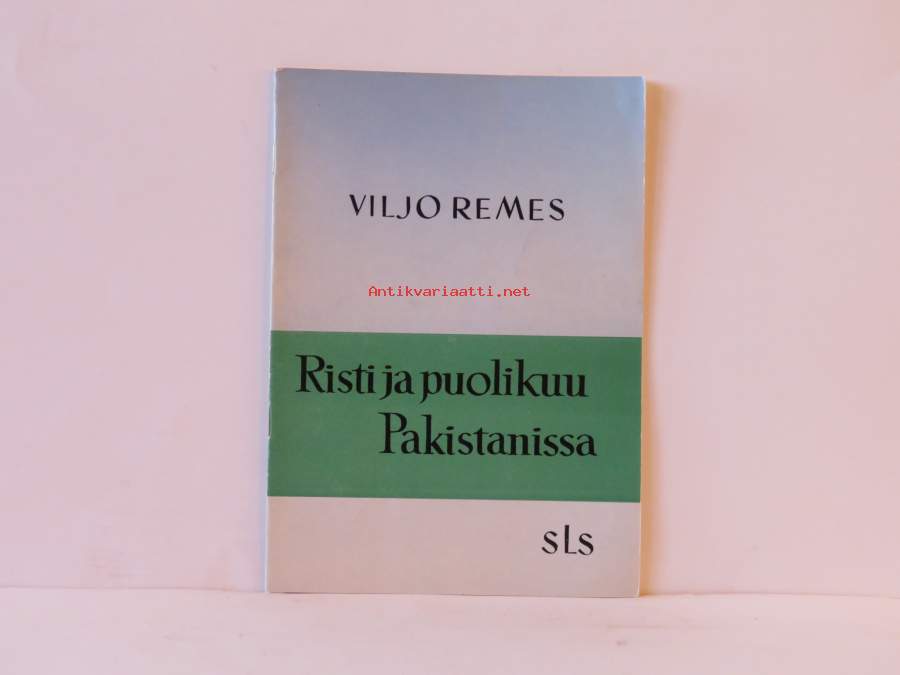 VILJO REMES
Antikvariaatti.net
Risti ja puolikuu
Pakistanissa
sLs